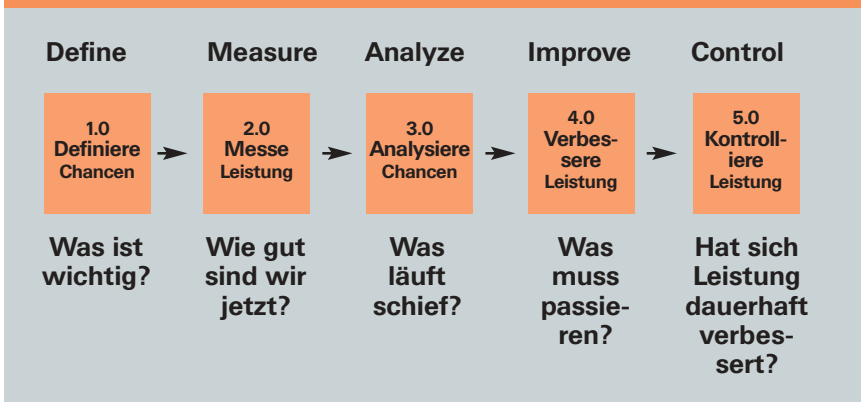 Define
Measure
Analyze
Improve
Control
1.0
Definiere
Chancen
2.0
Messe
Leistung
3.0
Analysiere
Chancen
4.0
Verbes-
sere
Leistung
5.0
Kontroll-
iere
Leistung
Was ist
wichtig?
Wie gut
sind wir
jetzt?
Was
läuft
schief?
Was
muss
passie-
ren?
Hat sich
Leistung
dauerhaft
verbes-
sert?